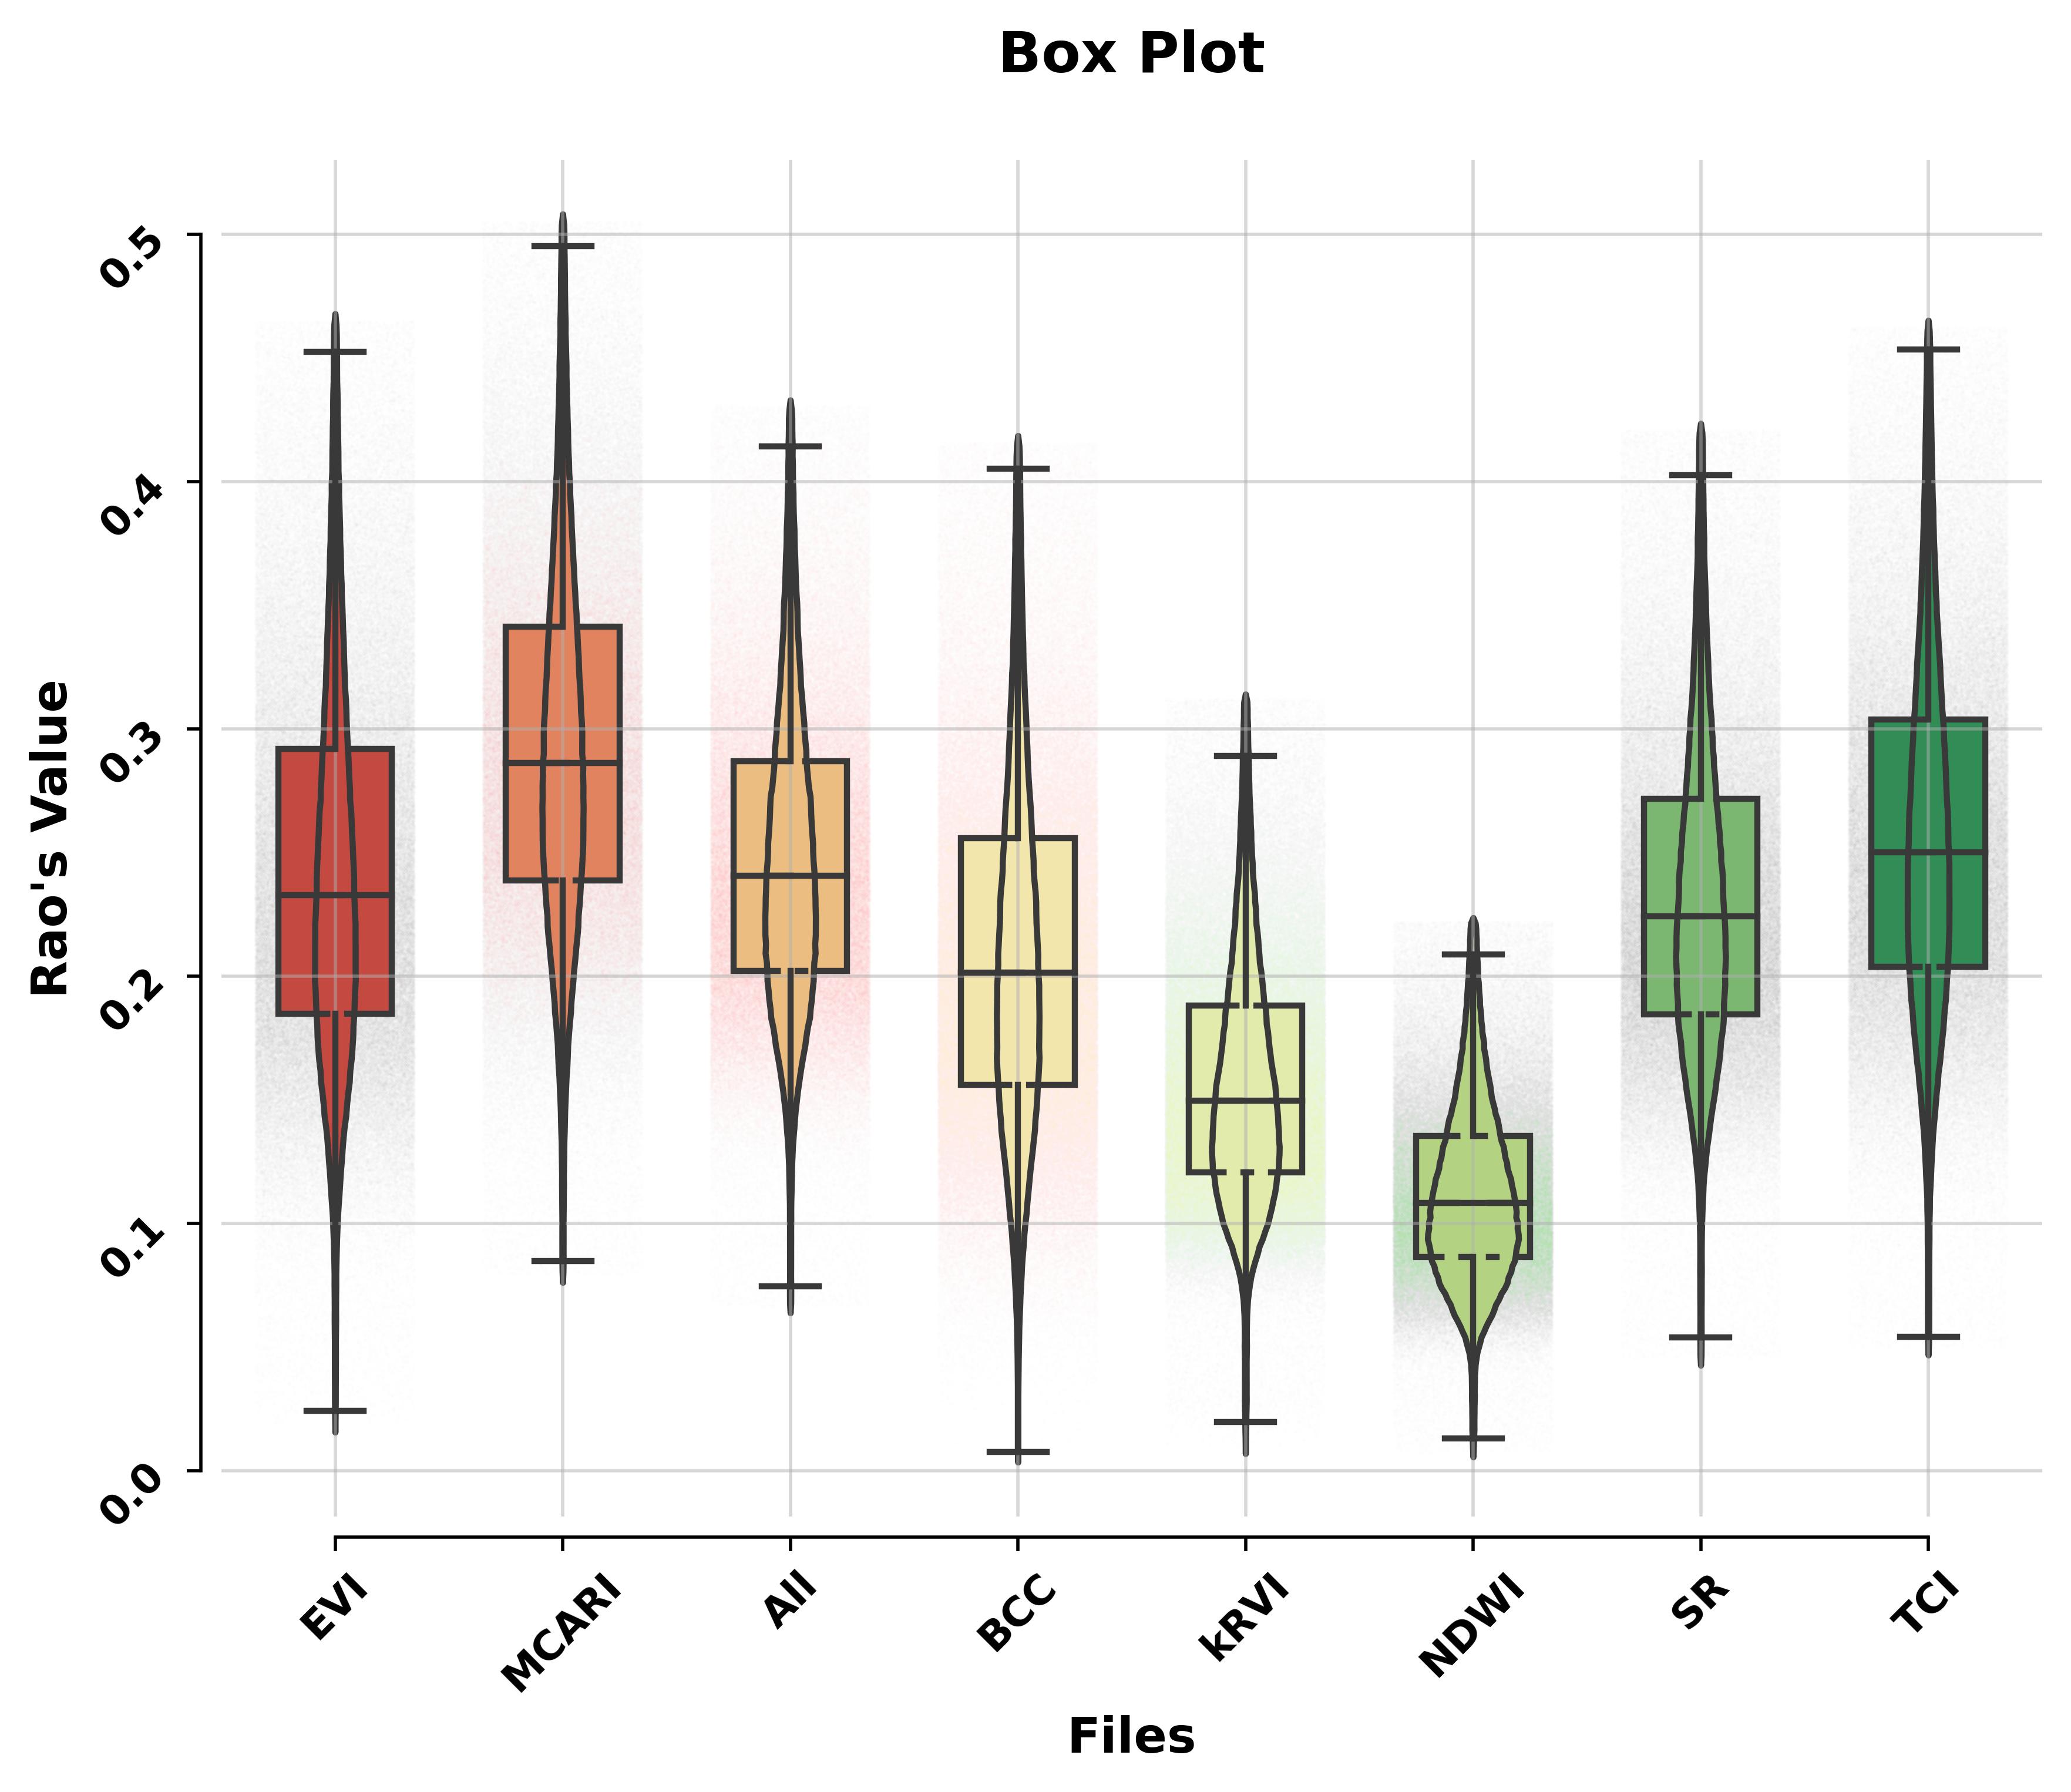 Box Plot
Rao's Value
0.5
0.4
0.3
0.2
0.1
0.0
EVI
MCARI
AIII
BCC
kRVI
NDWI
SR
TCI
Files